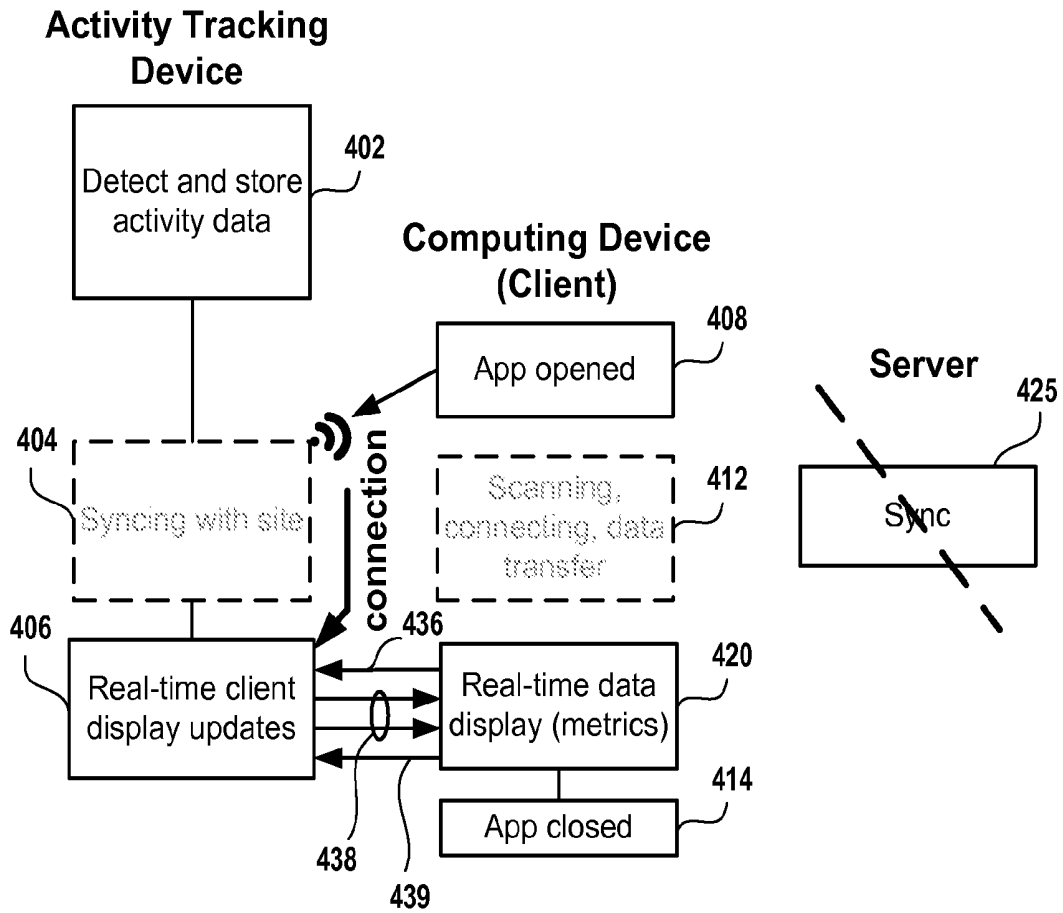 Activity Tracking
Device
402
Detect and store
activity data
Computing Device
(Client)
408
App opened
Server
425
404
Syncing with site
connection
Scanning,
connecting, data
transfer
412
Sync
406
Real-time client
display updates
436
Real-time data
display (metrics)
420
438
439
App closed
414